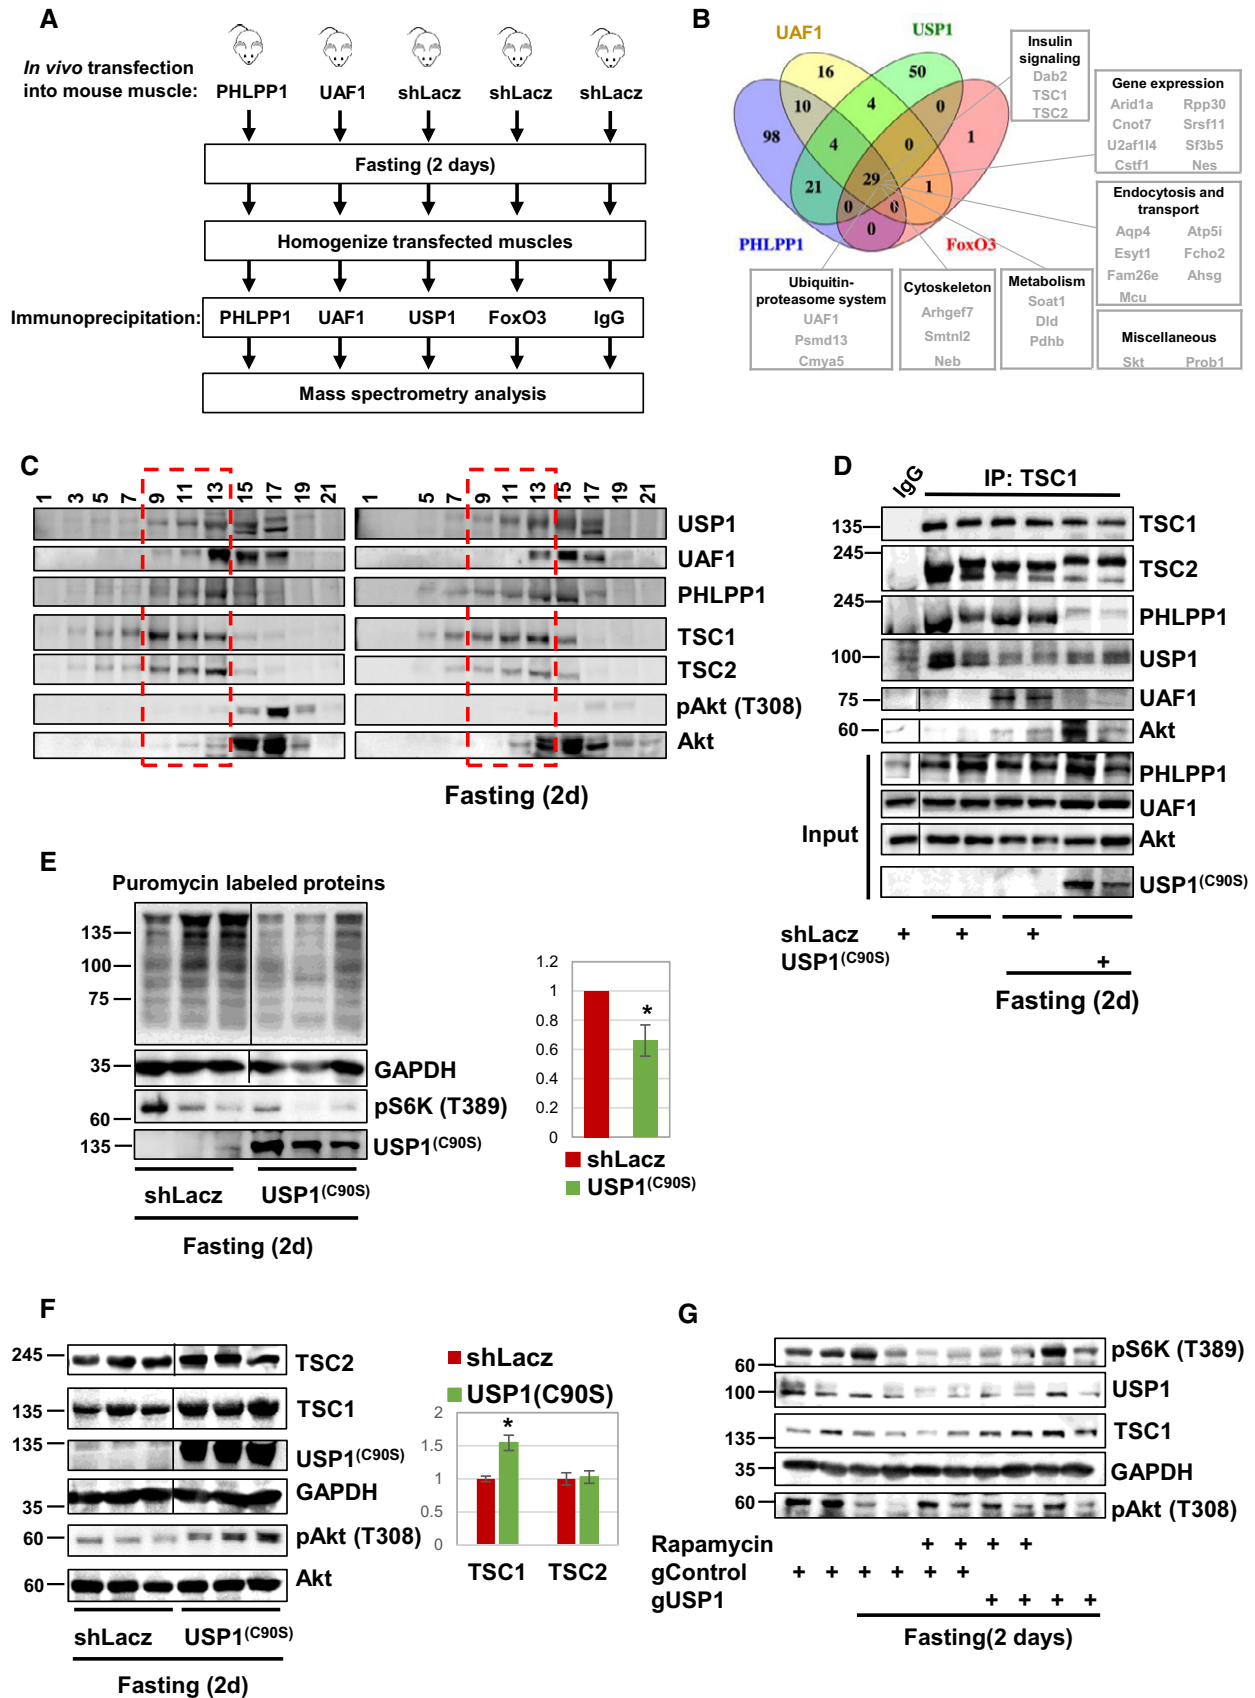 A
In vivo transfection
into mouse muscle:
PHLPP1 UAF1 shLacz shLacz shLacz
Fasting (2 days)
Homogenize transfected muscles
Immunoprecipitation: PHLPP1 UAF1 USP1 FoxO3 IgG
Mass spectrometry analysis
B
UAF1 USP1
PHLPP1 FoxO3
16 50
10 4 0
98 4 0 1
21 29 1
0 0
0
Insulin
signaling
Dab2
TSC1
TSC2
Gene expression
Arid1a Rpp30
Cnot7 Srsf11
U2af1l4 Sf3b5
Cstf1 Nes
Endocytosis and
transport
Aqp4 Atp5i
Esyt1 Fcho2
Fam26e Ahsg
Mcu
Ubiquitin-
proteasome system
UAF1
Psmd13
Cmya5
Cytoskeleton
Arhgef7
Smtnl2
Neb
Metabolism
Soat1
Dld
Pdhb
Miscellaneous
Skt Prob1
C
1 3 5 7 9 11 13 15 17 19 21
1 5 7 9 11 13 15 17 19 21
USP1
UAF1
PHLPP1
TSC1
TSC2
pAkt (T308)
Akt
Fasting (2d)
D
IgG IP: TSC1
135 TSC1
245 TSC2
245 PHLPP1
100 USP1
75 UAF1
60 Akt
Input
PHLPP1
UAF1
Akt
USP1(C90S)
shLacz + + +
USP1(C90S) +
Fasting (2d)
E
Puromycin labeled proteins
135
100
75
35 GAPDH
60 pS6K (T389)
135 USP1(C90S)
shLacz USP1(C90S)
Fasting (2d)
1.2
1
0.8
0.6
0.4
0.2
0
*
shLacz
USP1(C90S)
F
245 TSC2
135 TSC1
135 USP1(C90S)
35 GAPDH
60 pAkt (T308)
60 Akt
shLacz USP1(C90S)
Fasting (2d)
shLacz
USP1(C90S)
2
1.5
1
0.5
0
*
TSC1 TSC2
G
60 pS6K (T389)
100 USP1
135 TSC1
35 GAPDH
60 pAkt (T308)
Rapamycin + + + +
gControl + + + + + +
gUSP1 + + + +
Fasting(2 days)